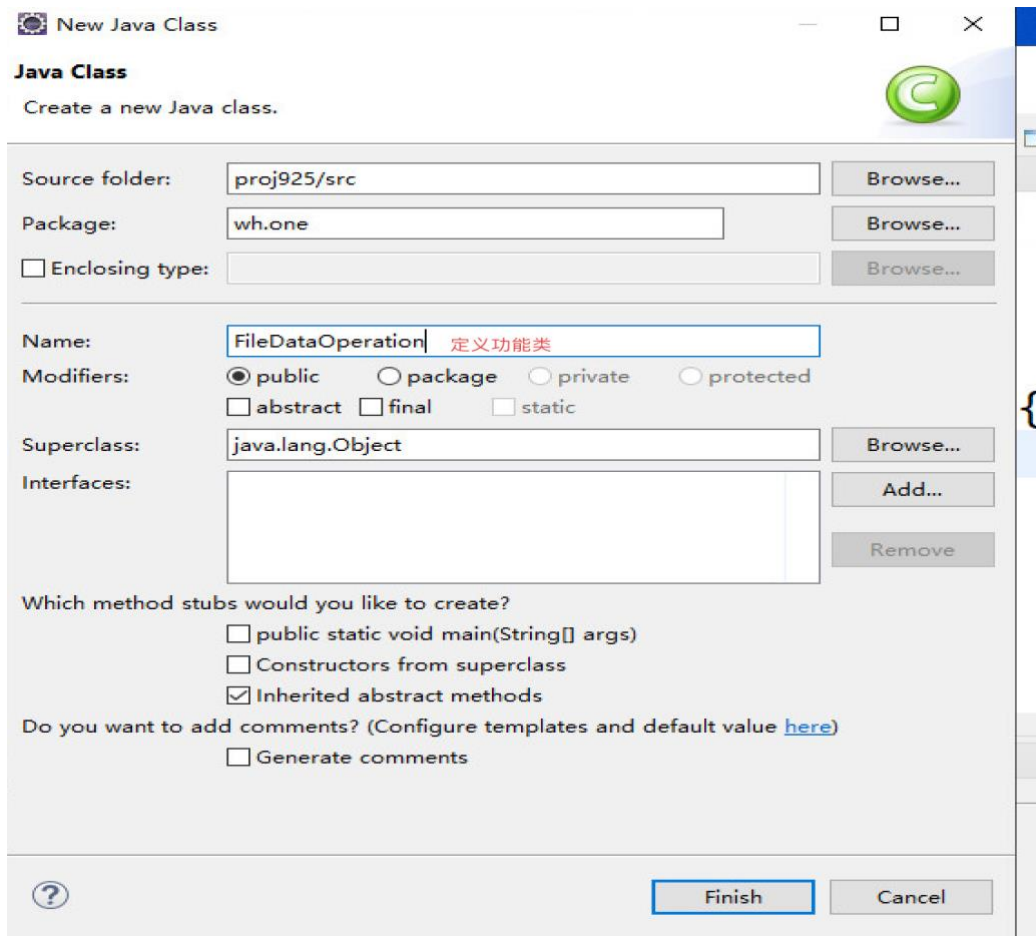 New Java Class
Java Class
Create a new Java class.
Source folder: proj925/src Browse...
Package: wh.one Browse...
Enclosing type: Browse...
Name: FileDataOperation 定义功能类
Modifiers: public package private protected
abstract final static
Superclass: java.lang.Object Browse...
Interfaces: Add...
Remove
Which method stubs would you like to create?
public static void main(String[] args)
Constructors from superclass
Inherited abstract methods
Do you want to add comments? (Configure templates and default value here)
Generate comments
? Finish Cancel
{